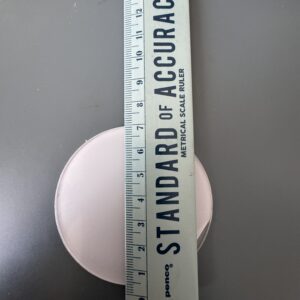 STANDARD OF ACCURAC
METRICAL SCALE RULER
penco
1 2 3 4 5 6 7 8 9 10 11 12